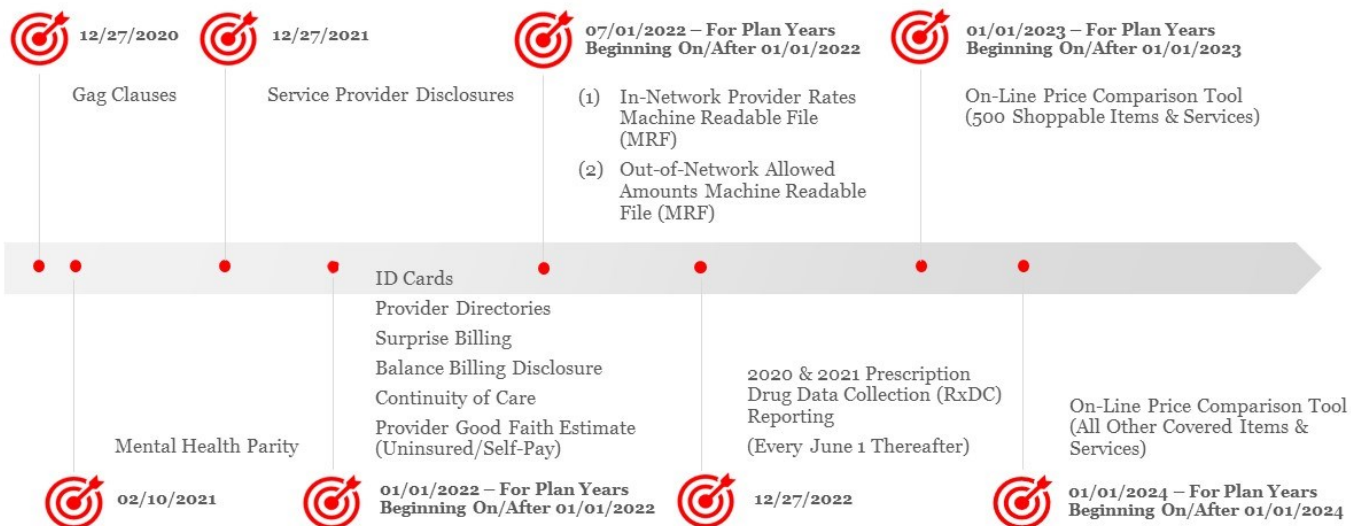 12/27/2020
Gag Clauses
12/27/2021
Service Provider Disclosures
07/01/2022 – For Plan Years
Beginning On/After 01/01/2022
(1) In-Network Provider Rates
Machine Readable File
(MRF)
(2) Out-of-Network Allowed
Amounts Machine Readable
File (MRF)
01/01/2023 – For Plan Years
Beginning On/After 01/01/2023
On-Line Price Comparison Tool
(500 Shoppable Items & Services)
Mental Health Parity
02/10/2021
ID Cards
Provider Directories
Surprise Billing
Balance Billing Disclosure
Continuity of Care
Provider Good Faith Estimate
(Uninsured/Self-Pay)
01/01/2022 – For Plan Years
Beginning On/After 01/01/2022
2020 & 2021 Prescription
Drug Data Collection (RxDC)
Reporting
(Every June 1 Thereafter)
12/27/2022
On-Line Price Comparison Tool
(All Other Covered Items &
Services)
01/01/2024 – For Plan Years
Beginning On/After 01/01/2024